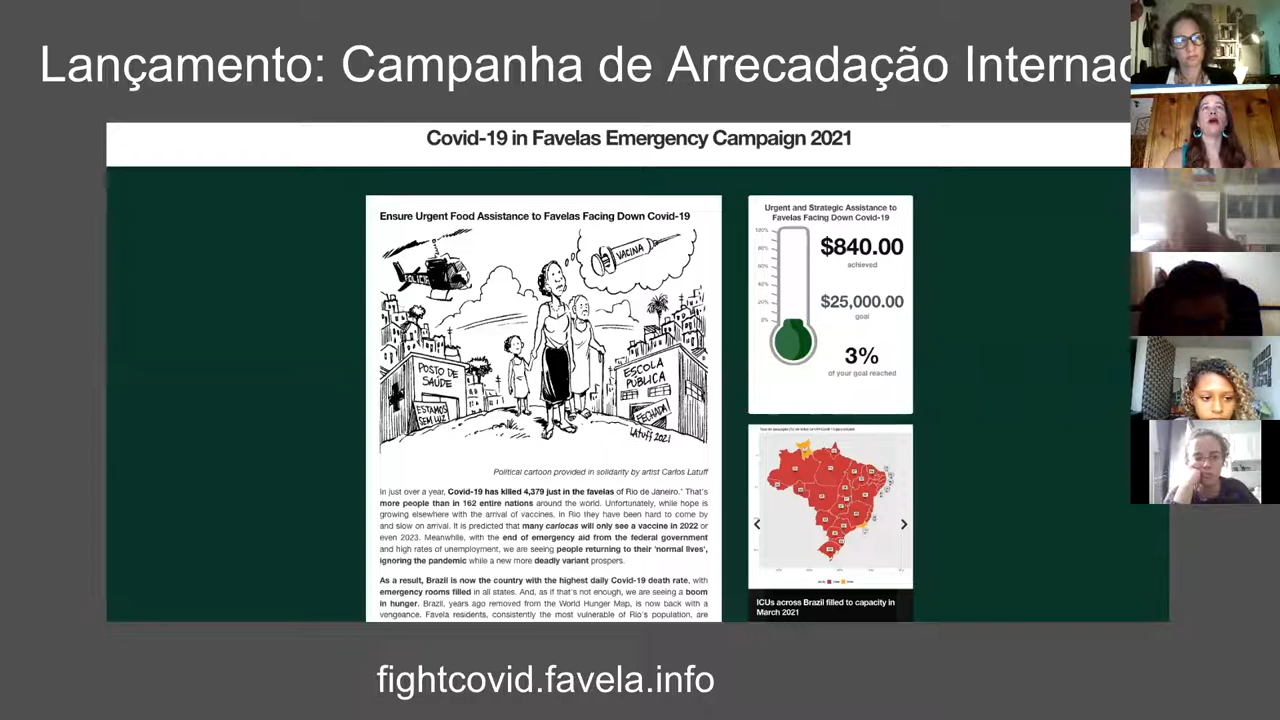 Lançamento: Campanha de Arrecadação Internac
Covid-19 in Favelas Emergency Campaign 2021
Ensure Urgent Food Assistance to Favelas Facing Down Covid-19
POLÍCIA
VACINA
POSTO DE
SAÚDE
ESTAMOS
SEM LUZ
ESCOLA
PÚBLICA
FECHADA!
LATUFF 2021
Political cartoon provided in solidarity by artist Carlos Latuff
In just over a year, Covid-19 has killed 4,379 just in the favelas of Rio de Janeiro.* That's
more people than in 162 entire nations around the world. Unfortunately, while hope is
growing elsewhere with the arrival of vaccines, in Rio they have been hard to come by
and slow on arrival. It is predicted that many cariocas will only see a vaccine in 2022 or
even 2023. Meanwhile, with the end of emergency aid from the federal government
and high rates of unemployment, we are seeing people returning to their 'normal lives',
ignoring the pandemic while a new more deadly variant prospers.
As a result, Brazil is now the country with the highest daily Covid-19 death rate, with
emergency rooms filled in all states. And, as if that's not enough, we are seeing a boom
in hunger. Brazil, years ago removed from the World Hunger Map, is now back with a
vengeance. Favela residents, consistently the most vulnerable of Rio's population, are
Urgent and Strategic Assistance to
Favelas Facing Down Covid-19
100%
80%
60%
40%
20%
0%
$840.00
achieved
$25,000.00
goal
3%
of your goal reached
ICUs across Brazil filled to capacity in
March 2021
fightcovid.favela.info